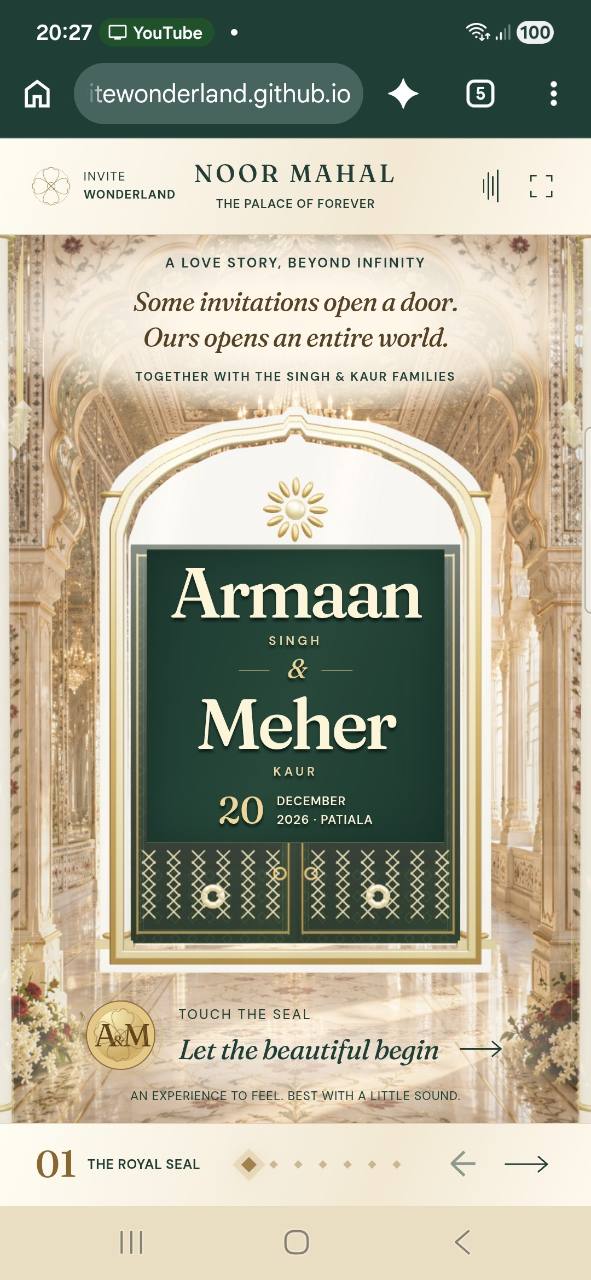 20:27 YouTube 100
itewonderland.github.io 5
INVITE
WONDERLAND
NOOR MAHAL
THE PALACE OF FOREVER
A LOVE STORY, BEYOND INFINITY
Some invitations open a door.
Ours opens an entire world.
TOGETHER WITH THE SINGH & KAUR FAMILIES
Armaan
SINGH
&
Meher
KAUR
20 DECEMBER
2026 · PATIALA
A&M
TOUCH THE SEAL
Let the beautiful begin
AN EXPERIENCE TO FEEL. BEST WITH A LITTLE SOUND.
01 THE ROYAL SEAL